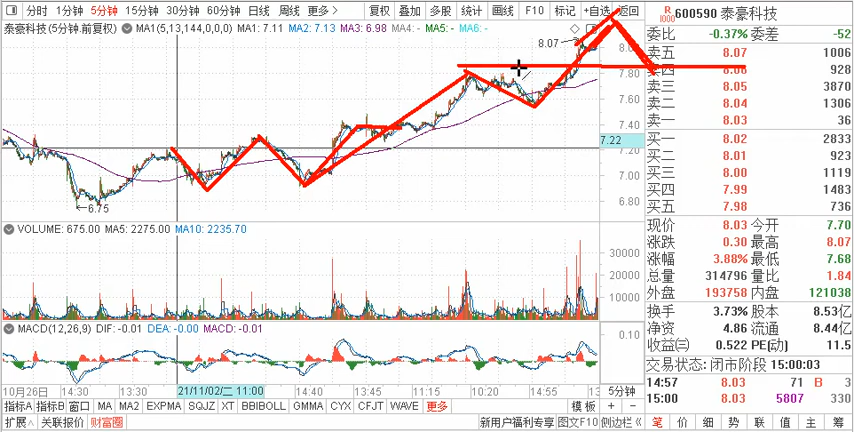 分时 1分钟 5分钟 15分钟 30分钟 60分钟 日线 周线 更多 > 复权 叠加 多股 统计 画线 F10 标记 +自选 返回
R 1000 600590 泰豪科技
泰豪科技(5分钟.前复权) MA1(5,13,144,0,0,0) MA1: 7.11 MA2: 7.13 MA3: 6.98 MA4: - MA5: - MA6: -
委比 -0.37% 委差 -52
卖五 8.07 1006
卖四 8.06 928
卖三 8.05 3870
卖二 8.04 1306
卖一 8.03 36
买一 8.02 2833
买二 8.01 923
买三 8.00 1119
买四 7.99 1483
买五 7.98 736
8.07
7.80
7.60
7.40
7.22
7.20
7.00
6.80
6.75
现价 8.03 今开 7.70
涨跌 0.30 最高 8.07
涨幅 3.88% 最低 7.68
总量 314796 量比 1.84
外盘 193758 内盘 121038
换手 3.73% 股本 8.53亿
净资 4.86 流通 8.44亿
收益㈢ 0.522 PE(动) 11.5
交易状态: 闭市阶段 15:00:03
14:57 8.03 71 B 3
15:00 8.03 5807 330
VOLUME: 675.00 MA5: 2275.00 MA10: 2235.70
30000
20000
10000
MACD(12,26,9) DIF: -0.01 DEA: -0.00 MACD: -0.01
0.10
10月26日 14:30 13:30 21/11/02/二 11:00 14:40 13:45 11:15 10:20 14:55 5分钟
指标A 指标B 窗口 MA MA2 EXPMA SQJZ XT BBIBOLL GMMA CYX CFJT WAVE 更多 模板 + -
扩展∧ 关联报价 财富圈 新用户福利专享 图文F10 侧边栏《 笔 价 细 势 联 值 主 筹